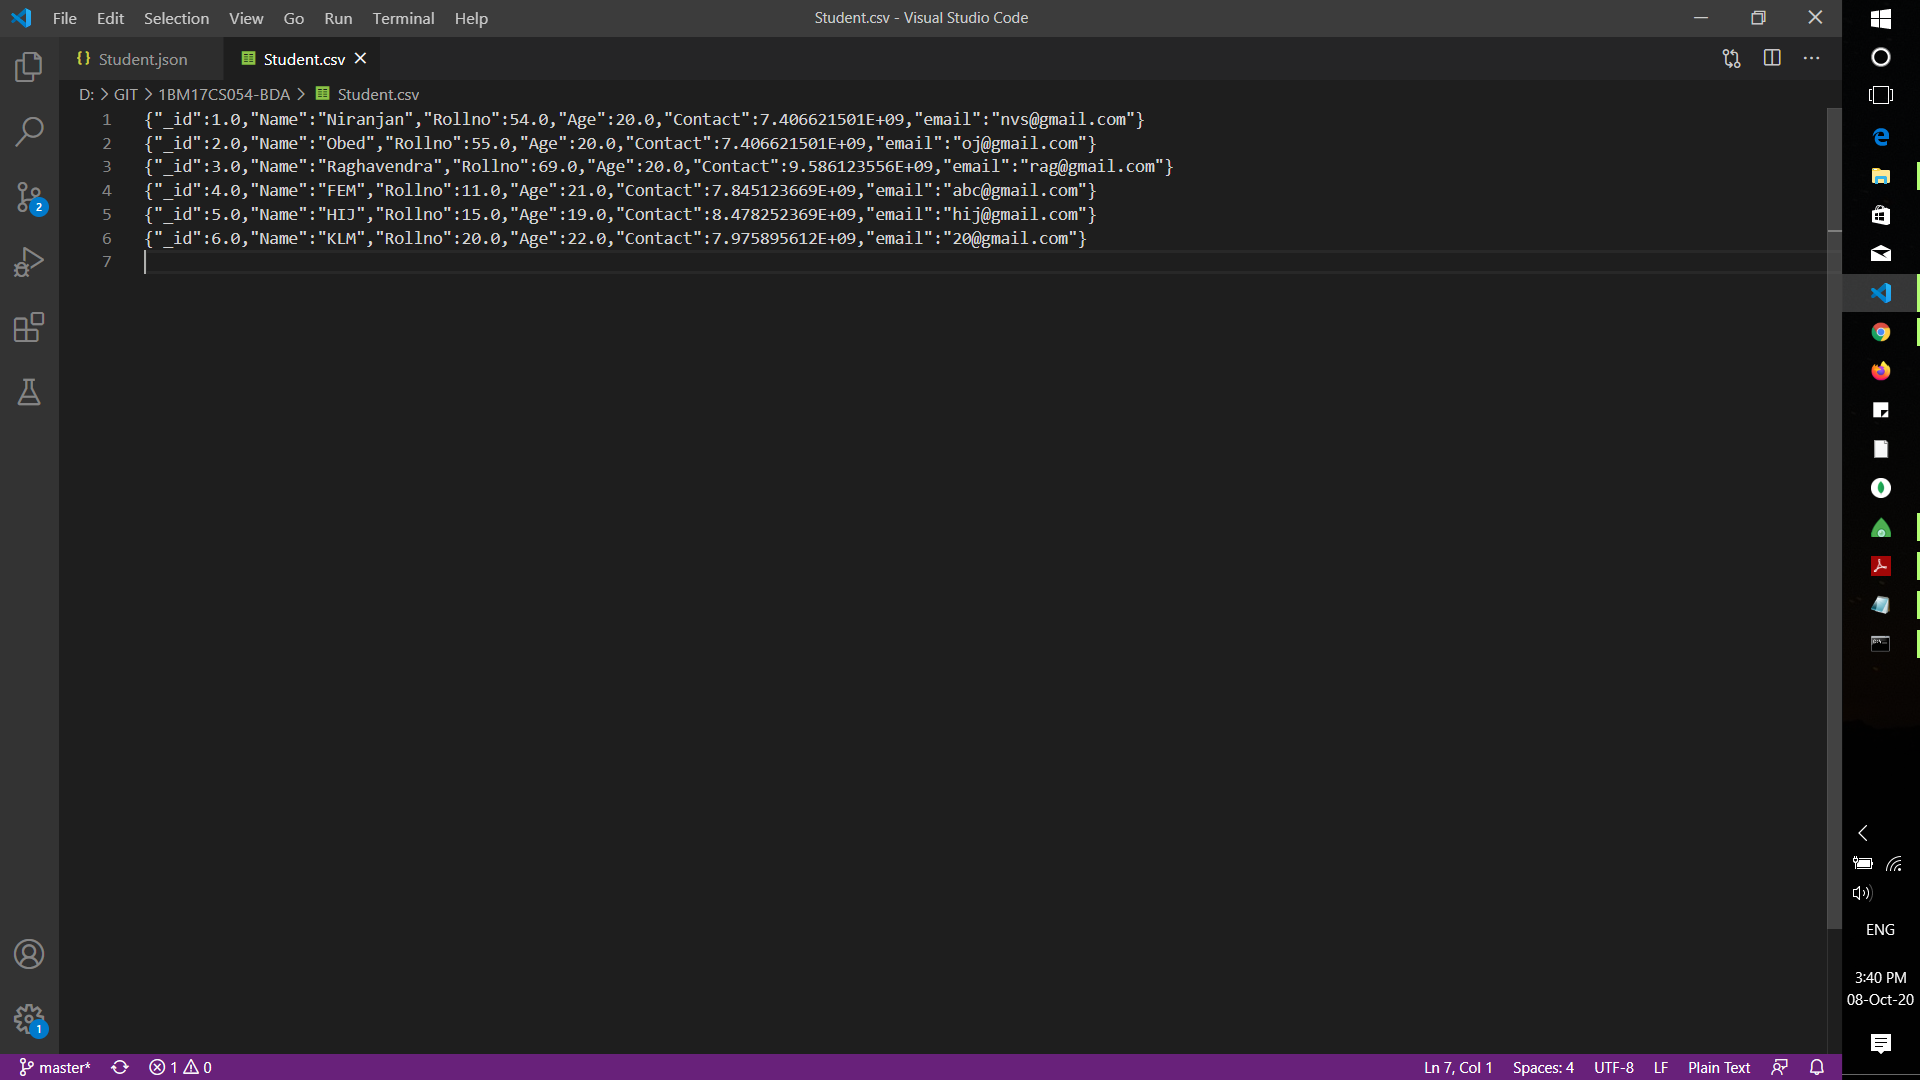 File Edit Selection View Go Run Terminal Help
Student.csv - Visual Studio Code
{} Student.json
Student.csv
D: > GIT > 1BM17CS054-BDA > Student.csv
1 {"_id":1.0,"Name":"Niranjan","Rollno":54.0,"Age":20.0,"Contact":7.406621501E+09,"email":"nvs@gmail.com"}
2 {"_id":2.0,"Name":"Obed","Rollno":55.0,"Age":20.0,"Contact":7.406621501E+09,"email":"oj@gmail.com"}
3 {"_id":3.0,"Name":"Raghavendra","Rollno":69.0,"Age":20.0,"Contact":9.586123556E+09,"email":"rag@gmail.com"}
4 {"_id":4.0,"Name":"FEM","Rollno":11.0,"Age":21.0,"Contact":7.845123669E+09,"email":"abc@gmail.com"}
5 {"_id":5.0,"Name":"HIJ","Rollno":15.0,"Age":19.0,"Contact":8.478252369E+09,"email":"hij@gmail.com"}
6 {"_id":6.0,"Name":"KLM","Rollno":20.0,"Age":22.0,"Contact":7.975895612E+09,"email":"20@gmail.com"}
7
2
1
master* 1 0
Ln 7, Col 1 Spaces: 4 UTF-8 LF Plain Text
ENG
3:40 PM
08-Oct-20